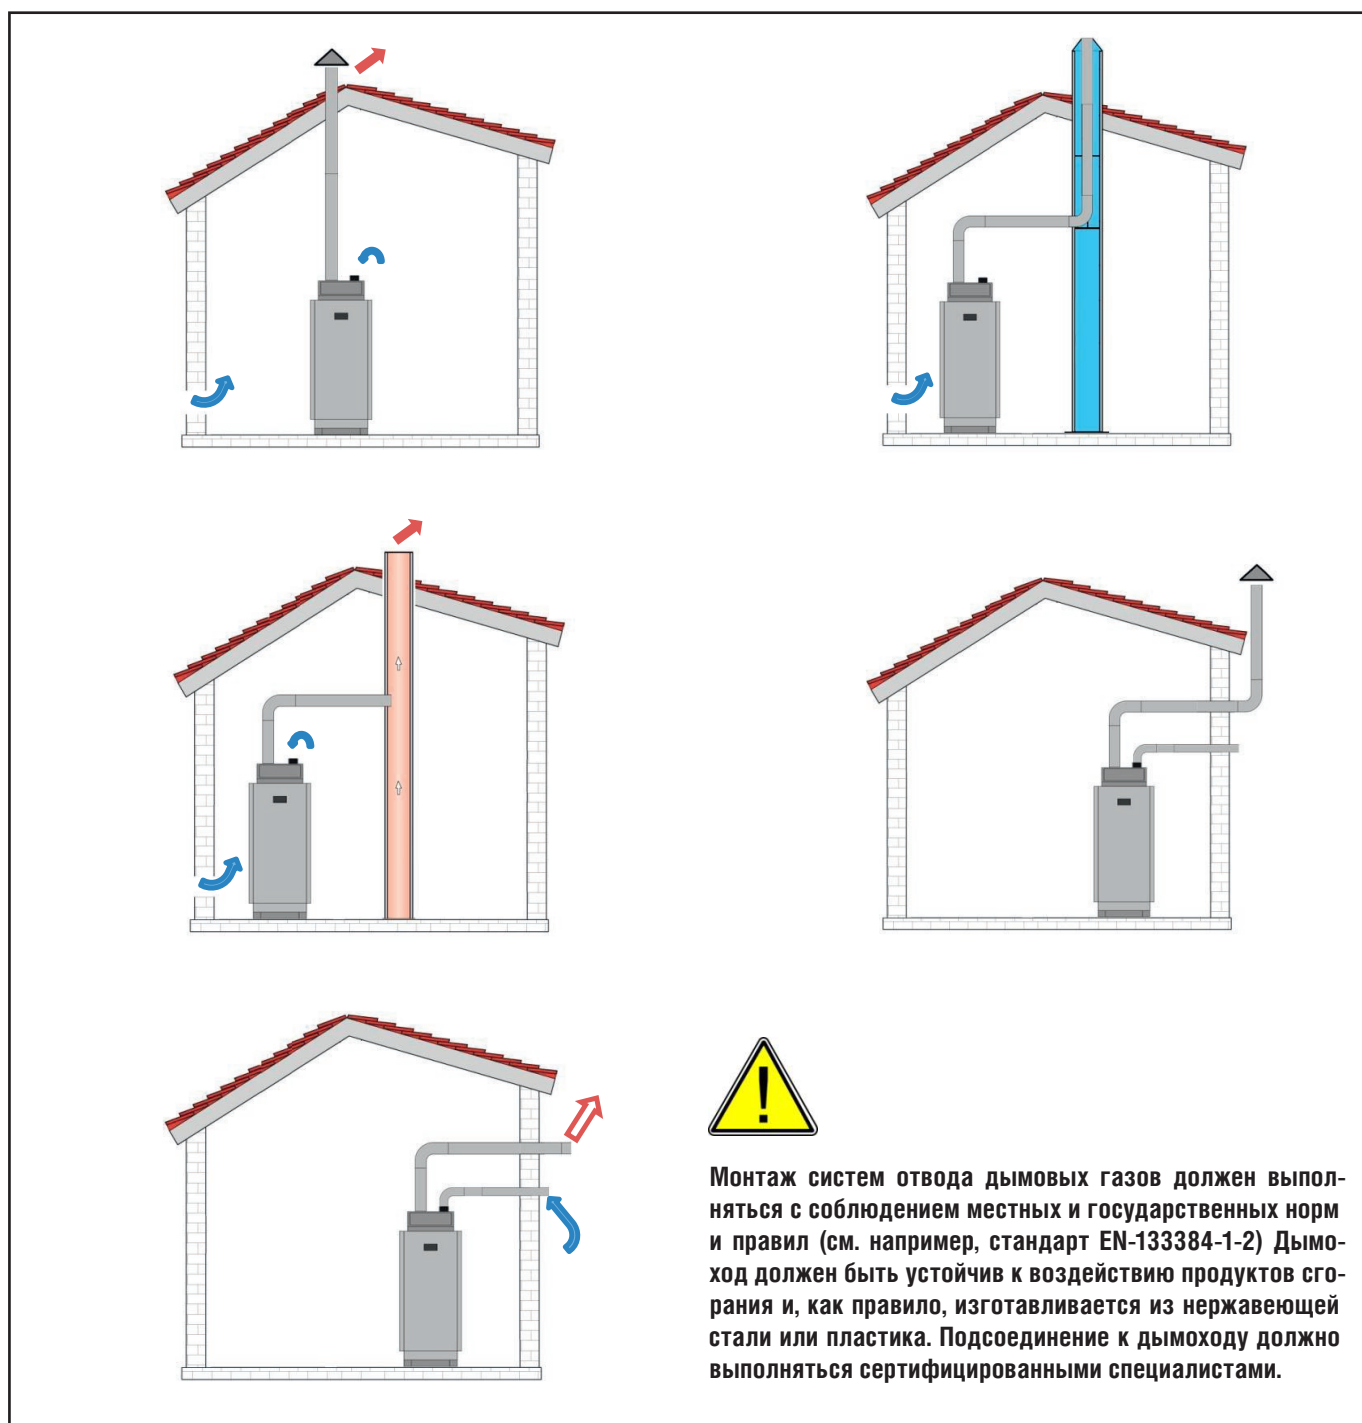 Монтаж систем отвода дымовых газов должен выпол-
няться с соблюдением местных и государственных норм
и правил (см. например, стандарт EN-133384-1-2) Дымо-
ход должен быть устойчив к воздействию продуктов сго-
рания и, как правило, изготавливается из нержавеющей
стали или пластика. Подсоединение к дымоходу должно
выполняться сертифицированными специалистами.